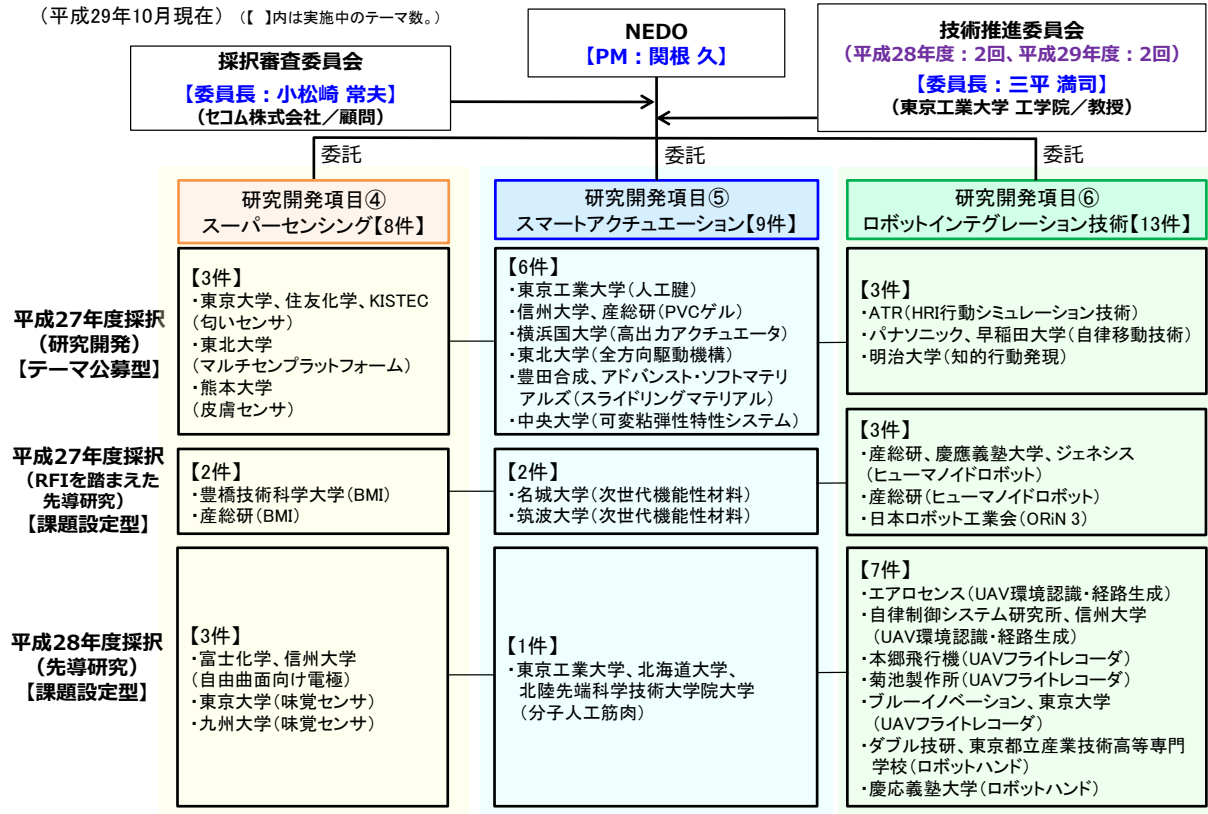 （平成29年10月現在）（【　】内は実施中のテーマ数。）
採択審査委員会
【委員長：小松崎 常夫】
（セコム株式会社／顧問）
NEDO
【PM：関根 久】
技術推進委員会
（平成28年度：2回、平成29年度：2回）
【委員長：三平 満司】
（東京工業大学 工学院／教授）
委託
委託
委託
研究開発項目④
スーパーセンシング【8件】
研究開発項目⑤
スマートアクチュエーション【9件】
研究開発項目⑥
ロボットインテグレーション技術【13件】
平成27年度採択
（研究開発）
【テーマ公募型】
【3件】
・東京大学、住友化学、KISTEC
(匂いセンサ)
・東北大学
(マルチセンプラットフォーム)
・熊本大学
(皮膚センサ)
【6件】
・東京工業大学(人工腱)
・信州大学、産総研(PVCゲル)
・横浜国大学(高出力アクチュエータ)
・東北大学(全方向駆動機構)
・豊田合成、アドバンスト・ソフトマテリ
アルズ(スライドリングマテリアル)
・中央大学(可変粘弾性特性システム)
【3件】
・ATR(HRI行動シミュレーション技術)
・パナソニック、早稲田大学(自律移動技術)
・明治大学(知的行動発現)
平成27年度採択
（RFIを踏まえた
先導研究）
【課題設定型】
【2件】
・豊橋技術科学大学(BMI)
・産総研(BMI)
【2件】
・名城大学(次世代機能性材料)
・筑波大学(次世代機能性材料)
【3件】
・産総研、慶應義塾大学、ジェネシス
(ヒューマノイドロボット)
・産総研(ヒューマノイドロボット)
・日本ロボット工業会(ORiN 3)
平成28年度採択
（先導研究）
【課題設定型】
【3件】
・富士化学、信州大学
(自由曲面向け電極)
・東京大学(味覚センサ)
・九州大学(味覚センサ)
【1件】
・東京工業大学、北海道大学、
北陸先端科学技術大学院大学
(分子人工筋肉)
【7件】
・エアロセンス(UAV環境認識・経路生成)
・自律制御システム研究所、信州大学
(UAV環境認識・経路生成)
・本郷飛行機(UAVフライトレコーダ)
・菊池製作所(UAVフライトレコーダ)
・ブルーイノベーション、東京大学
(UAVフライトレコーダ)
・ダブル技研、東京都立産業技術高等専門
学校(ロボットハンド)
・慶応義塾大学(ロボットハンド)